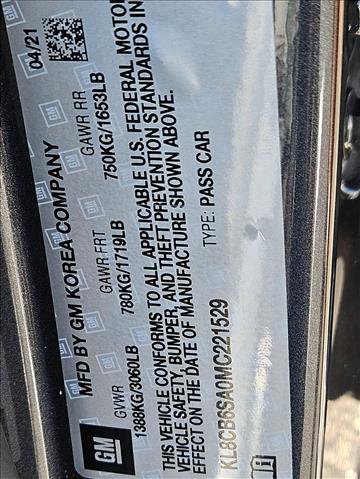 GM
MFD BY GM KOREA COMPANY 04/21
GVWR GAWR FRT GAWR RR
1388KG/3060LB 780KG/1719LB 750KG/1653LB
THIS VEHICLE CONFORMS TO ALL APPLICABLE U.S. FEDERAL MOTOR
VEHICLE SAFETY, BUMPER, AND THEFT PREVENTION STANDARDS IN
EFFECT ON THE DATE OF MANUFACTURE SHOWN ABOVE.
TYPE: PASS CAR
KL8CB6SA0MC221529